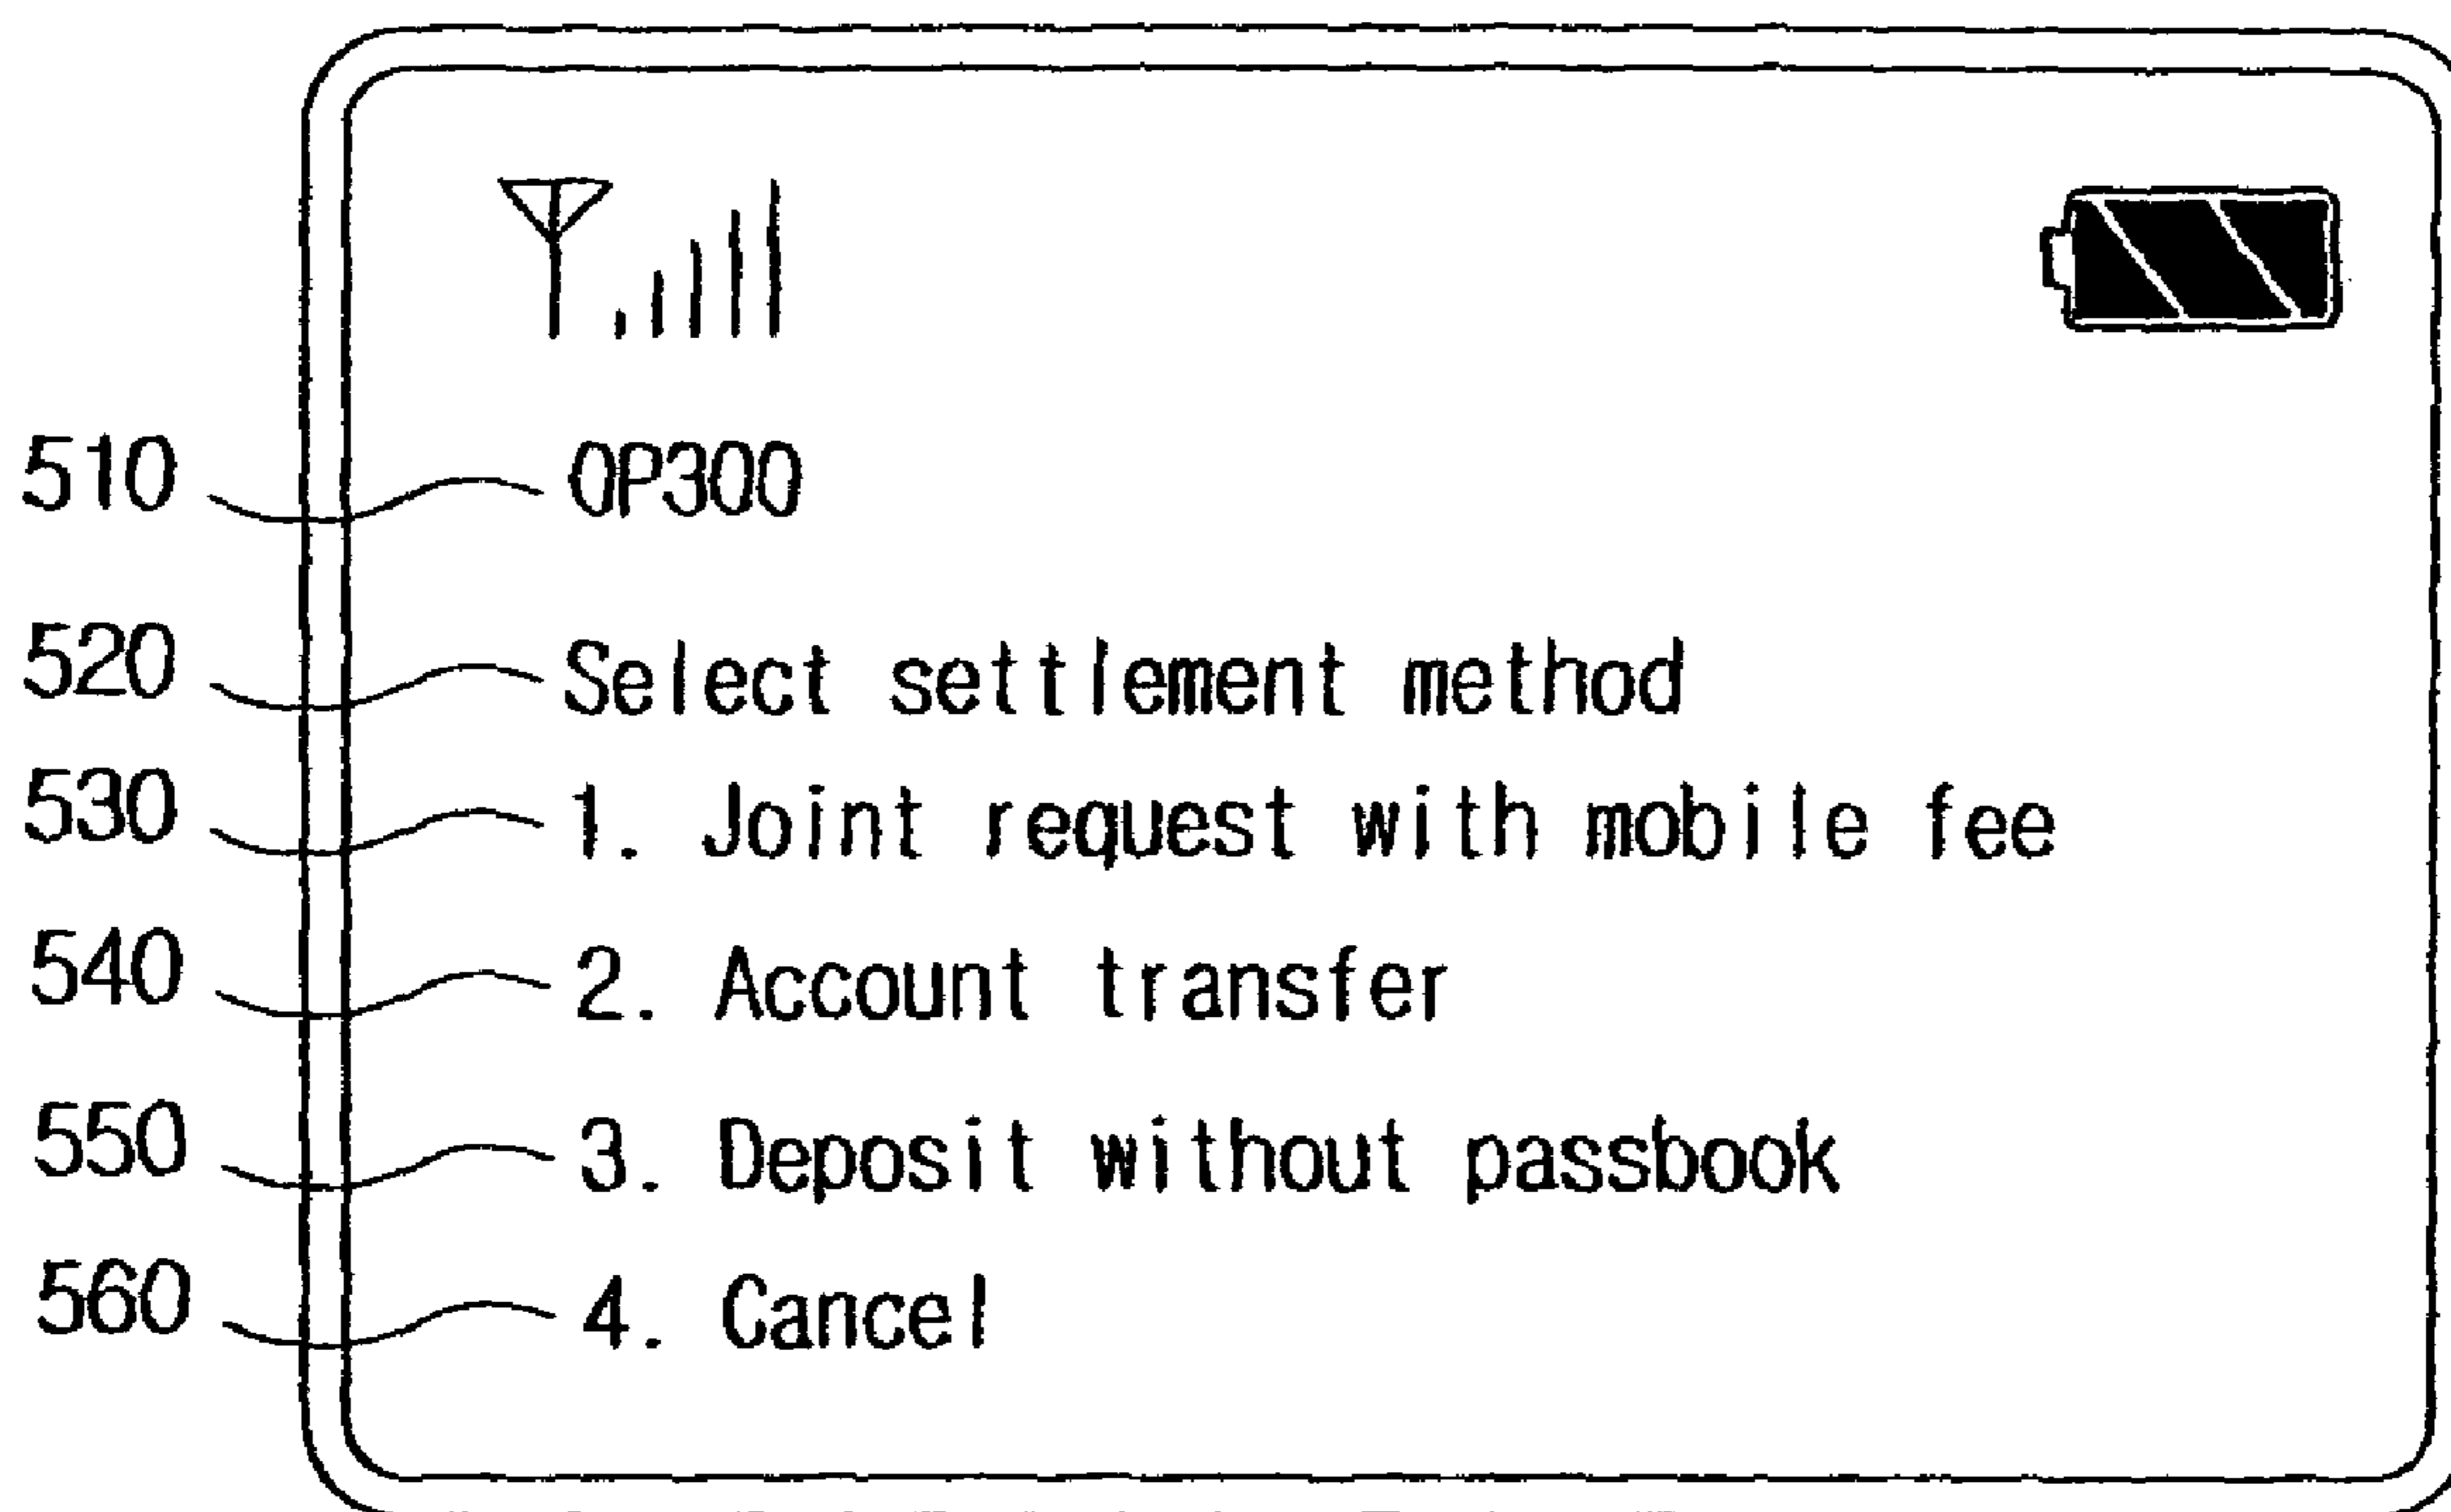 510 OP300
520 Select settlement method
530 1. Joint request with mobile fee
540 2. Account transfer
550 3. Deposit without passbook
560 4. Cancel